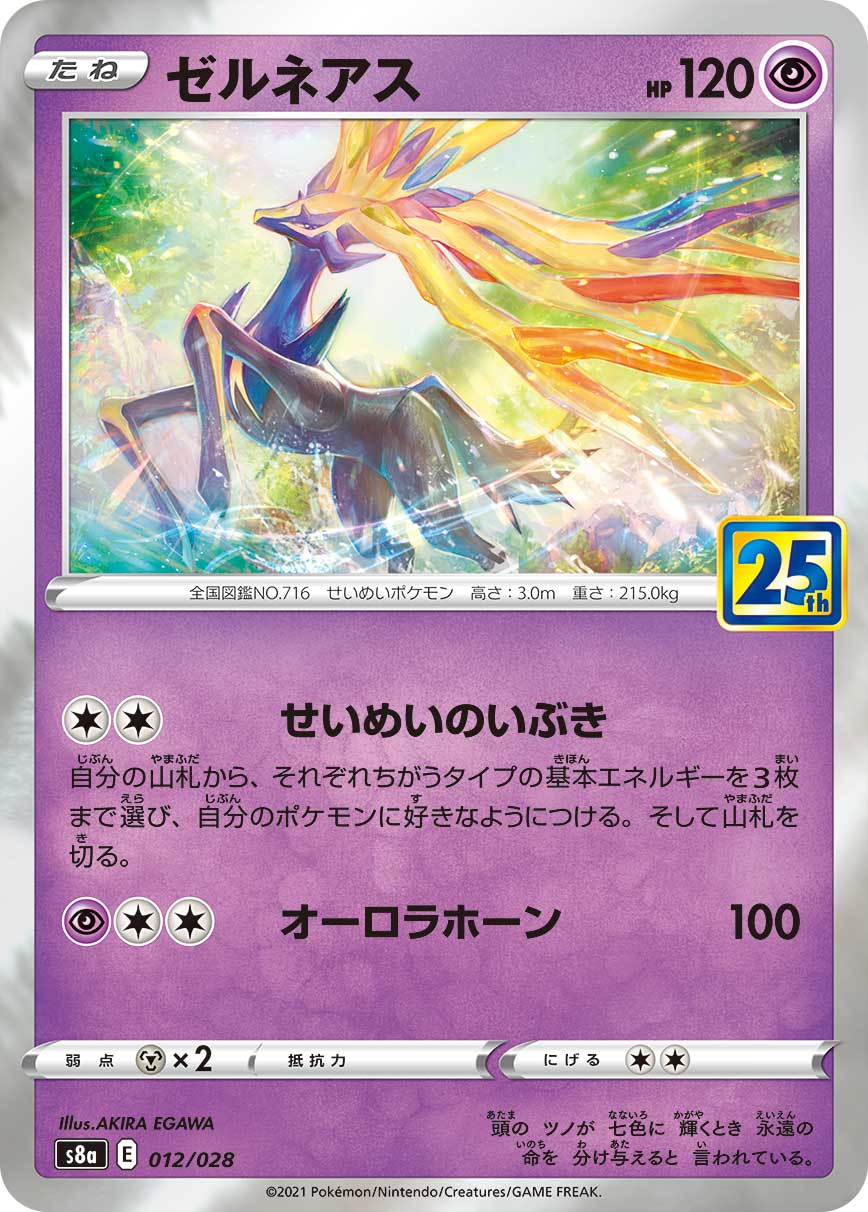 たね ゼルネアス HP 120
全国図鑑NO.716 せいめいポケモン 高さ:3.0m 重さ:215.0kg
25th
せいめいのいぶき
自分の山札から、それぞれちがうタイプの基本エネルギーを3枚
まで選び、自分のポケモンに好きなようにつける。そして山札を
切る。
オーロラホーン 100
弱点 ×2 抵抗力 にげる
Illus.AKIRA EGAWA
頭の ツノが 七色に 輝くとき 永遠の
命を 分け与えると 言われている。
s8a E 012/028
©2021 Pokémon/Nintendo/Creatures/GAME FREAK.